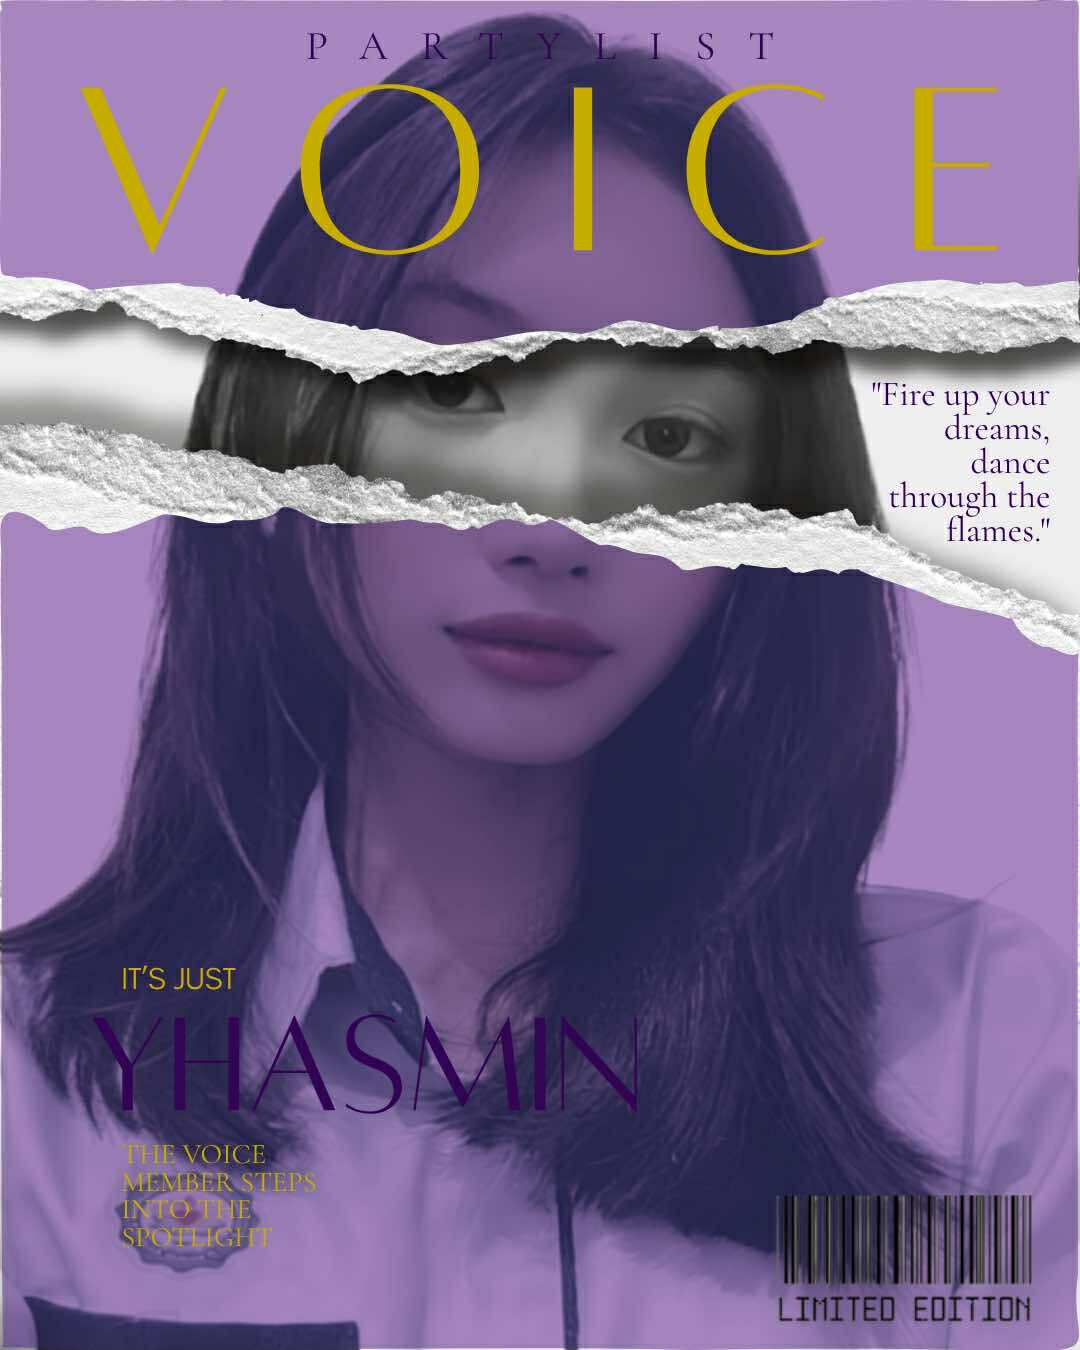 PARTYLIST
VOICE
"Fire up your
dreams,
dance
through the
flames."
IT'S JUST
YHASMIN
THE VOICE
MEMBER STEPS
INTO THE
SPOTLIGHT
LIMITED EDITION